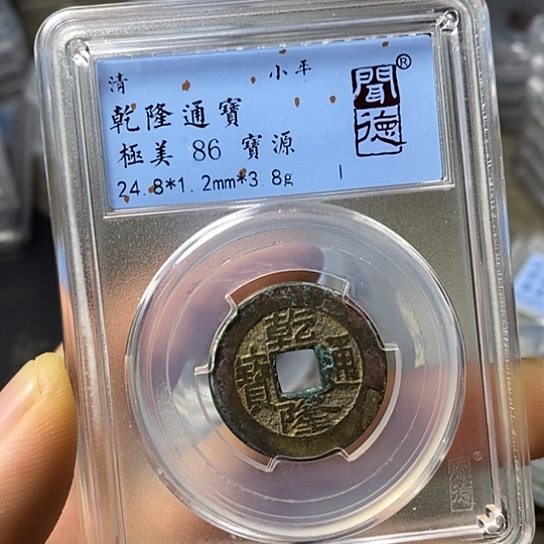 清 小平
乾隆通寶
極美 86 寶源
24.8*1.2mm*3.8g
聞德®
乾隆通寶